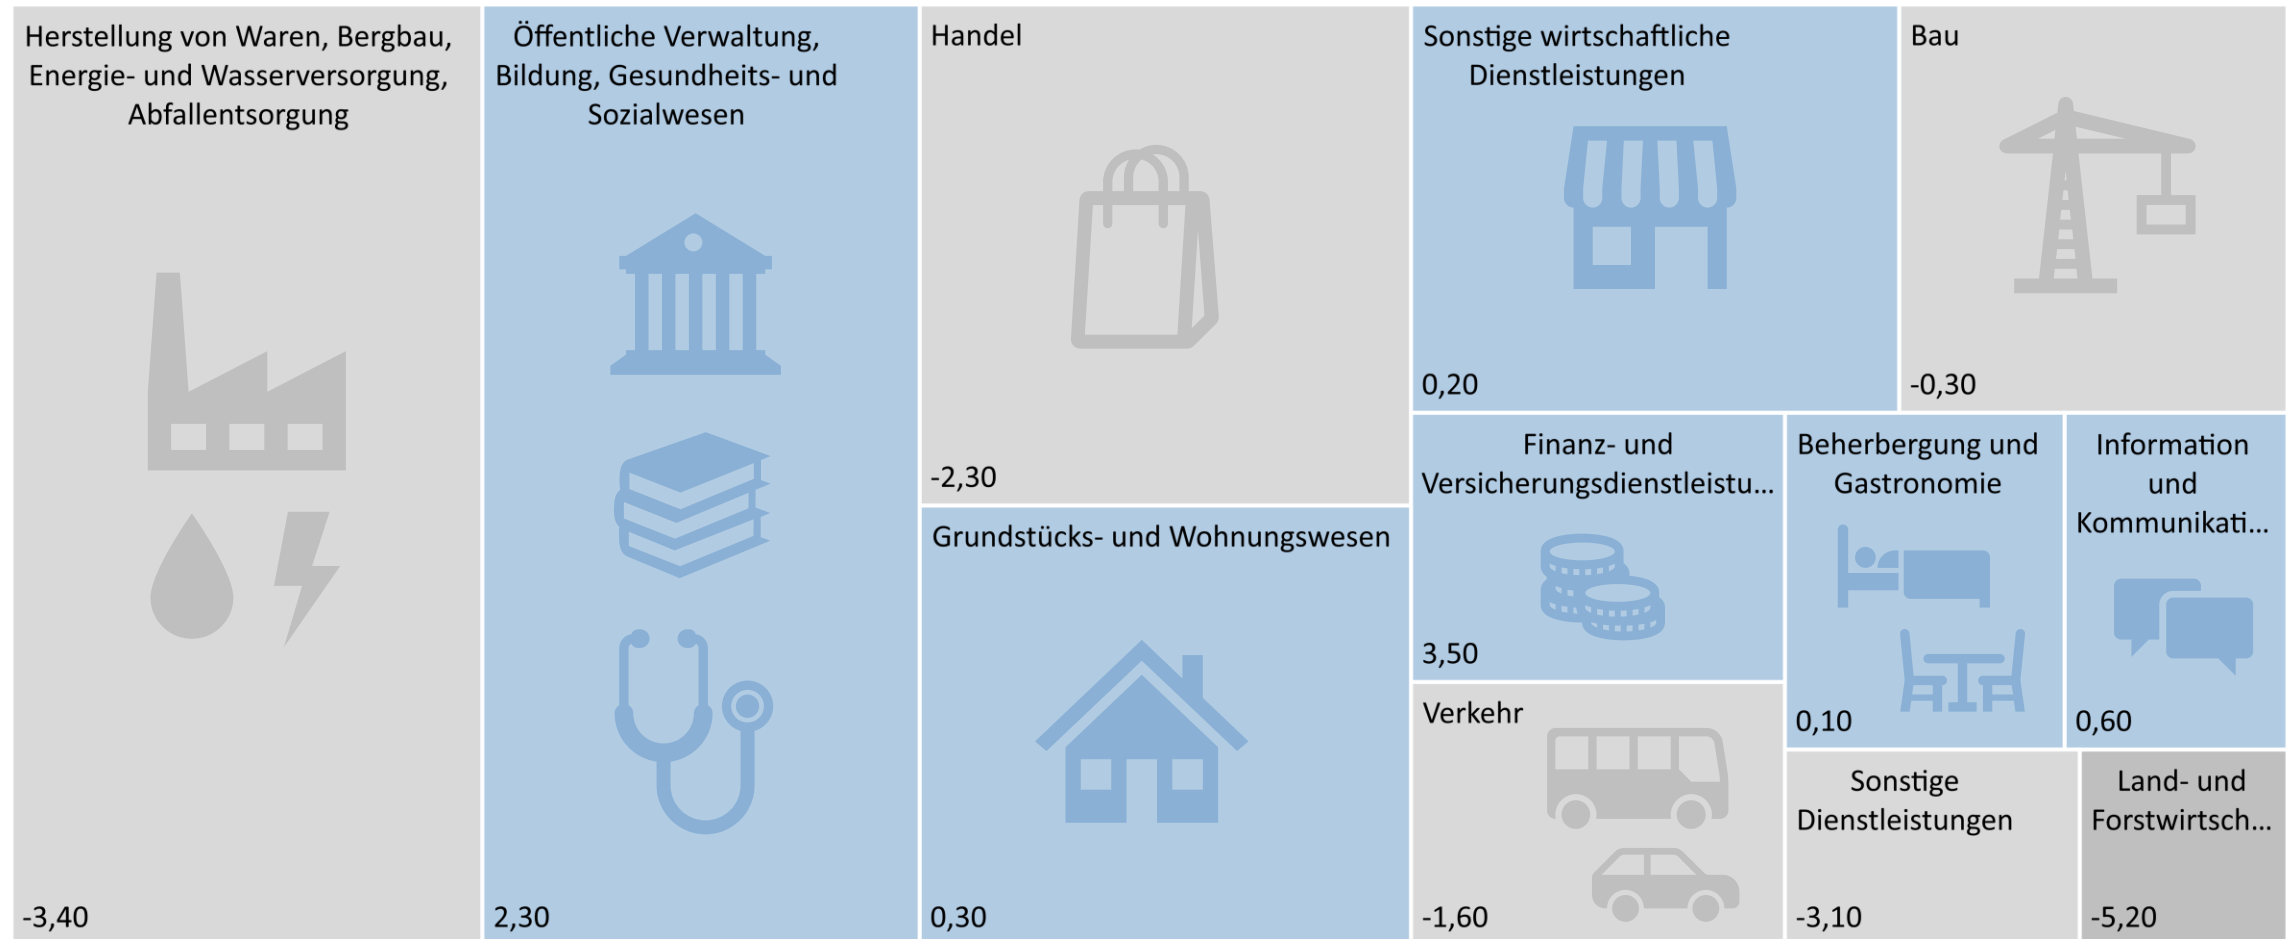 Herstellung von Waren, Bergbau,
Energie- und Wasserversorgung,
Abfallentsorgung
-3,40
Öffentliche Verwaltung,
Bildung, Gesundheits- und
Sozialwesen
2,30
Handel
-2,30
Grundstücks- und Wohnungswesen
0,30
Sonstige wirtschaftliche
Dienstleistungen
0,20
Bau
-0,30
Finanz- und
Versicherungsdienstleistu...
3,50
Beherbergung und
Gastronomie
0,10
Information
und
Kommunikati...
0,60
Verkehr
-1,60
Sonstige
Dienstleistungen
-3,10
Land- und
Forstwirtsch...
-5,20